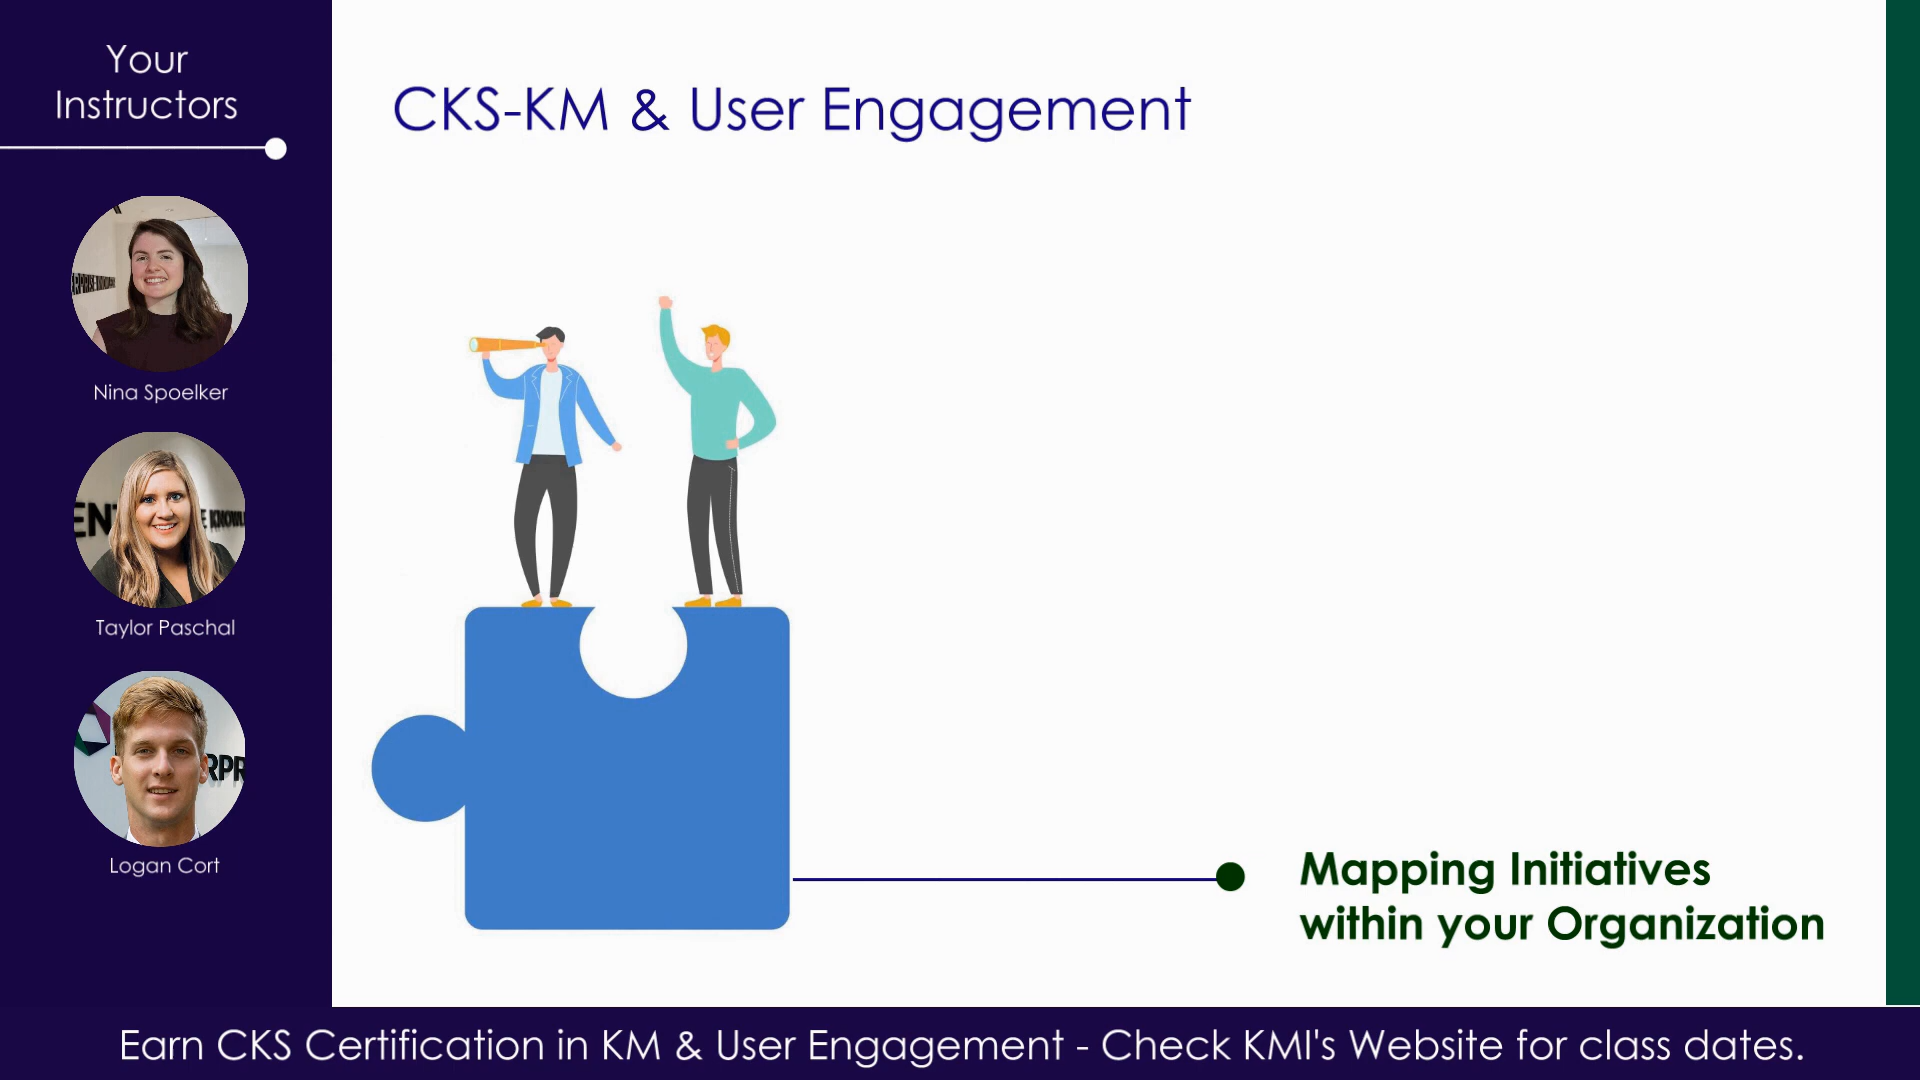 Your
Instructors
CKS-KM & User Engagement
Nina Spoelker
Taylor Paschal
Logan Cort
Mapping Initiatives
within your Organization
Earn CKS Certification in KM & User Engagement - Check KMI's Website for class dates.